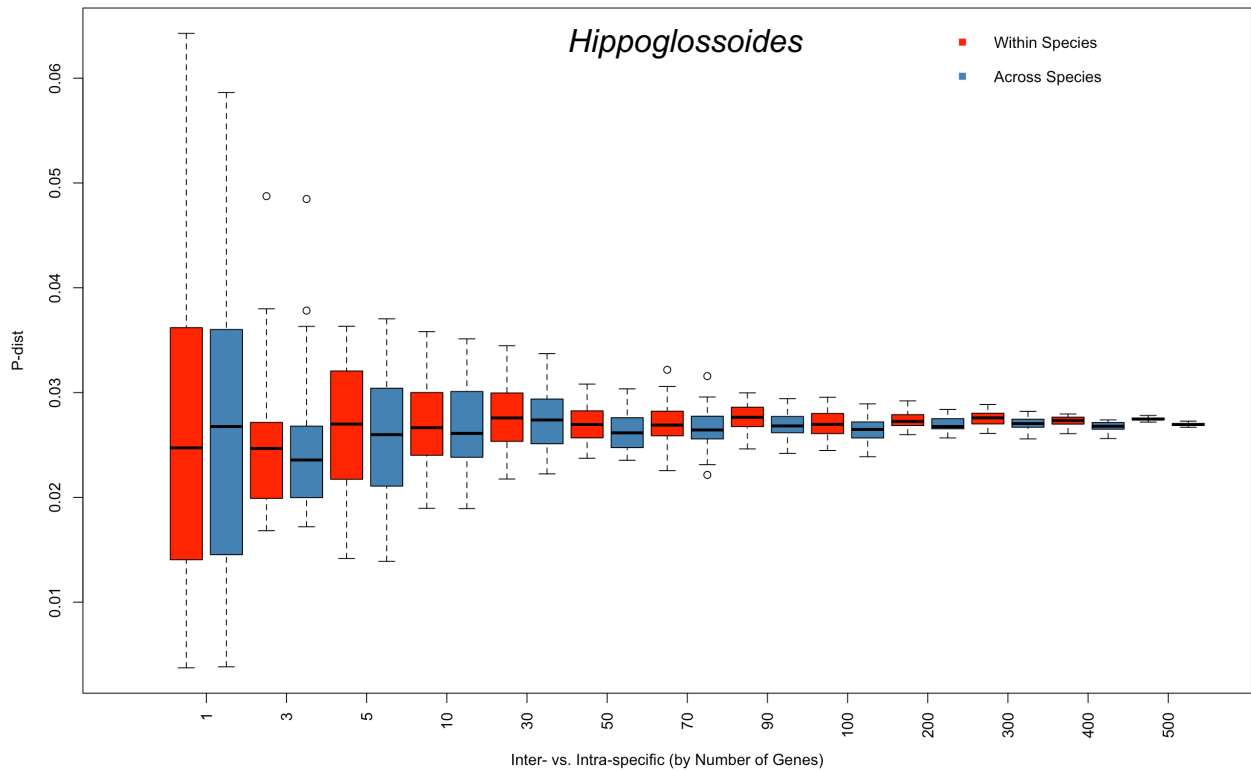 Hippoglossoides
Within Species
Across Species
P-dist
0.06
0.05
0.04
0.03
0.02
0.01
1 3 5 10 30 50 70 90 100 200 300 400 500
Inter- vs. Intra-specific (by Number of Genes)